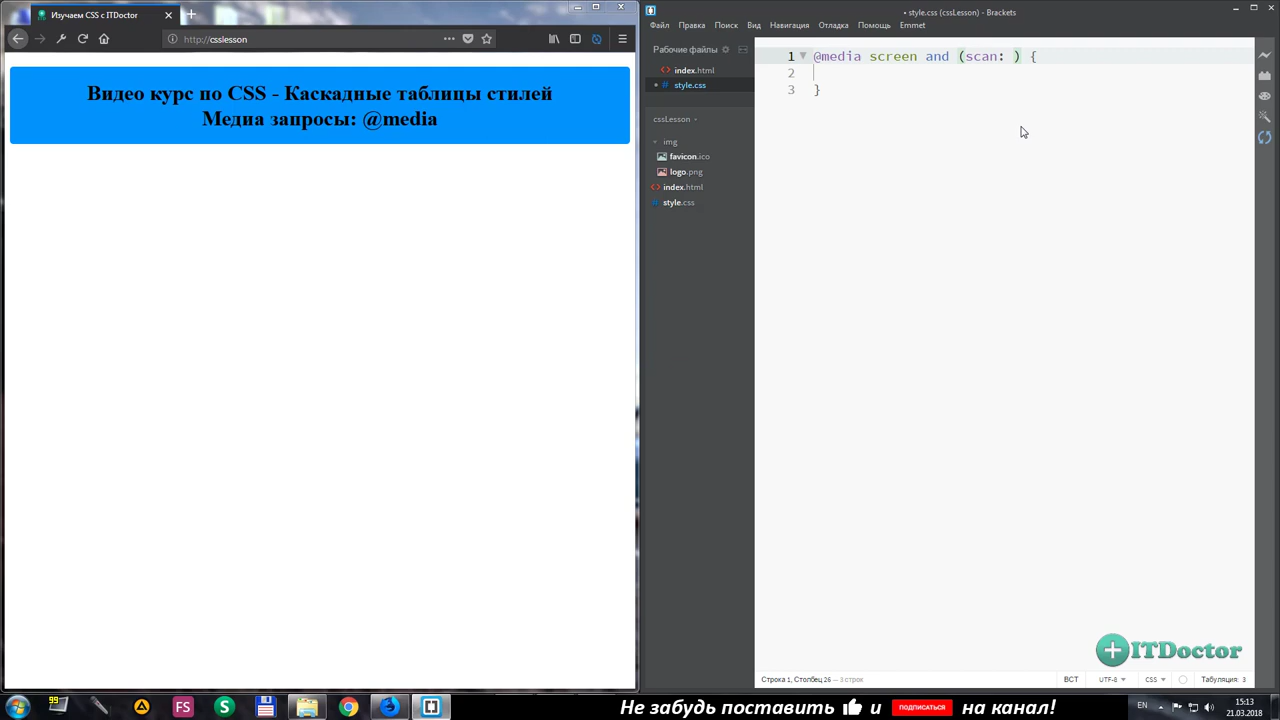 Изучаем CSS с ITDoctor
http://csslesson
Видео курс по CSS - Каскадные таблицы стилей
Медиа запросы: @media
• style.css (cssLesson) - Brackets
Файл Правка Поиск Вид Навигация Отладка Помощь Emmet
Рабочие файлы
<> index.html
# style.css
cssLesson
img
favicon.ico
logo.png
<> index.html
# style.css
1 @media screen and (scan: ) {
2
3 }
+ITDoctor
Строка 1, Столбец 26 — 3 строк
ВСТ UTF-8 CSS Табуляция: 3
99
FS
S
Не забудь поставить и ПОДПИСАТЬСЯ на канал!
EN
15:13
21.03.2018